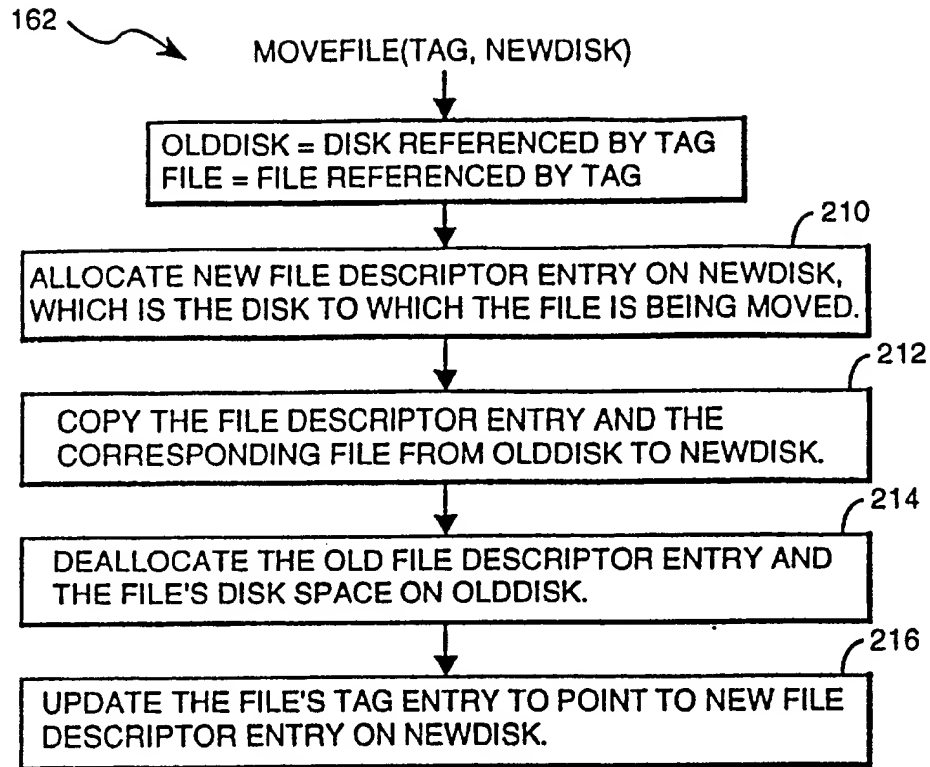 162
MOVEFILE(TAG, NEWDISK)
OLDDISK = DISK REFERENCED BY TAG
FILE = FILE REFERENCED BY TAG
210
ALLOCATE NEW FILE DESCRIPTOR ENTRY ON NEWDISK,
WHICH IS THE DISK TO WHICH THE FILE IS BEING MOVED.
212
COPY THE FILE DESCRIPTOR ENTRY AND THE
CORRESPONDING FILE FROM OLDDISK TO NEWDISK.
214
DEALLOCATE THE OLD FILE DESCRIPTOR ENTRY AND
THE FILE'S DISK SPACE ON OLDDISK.
216
UPDATE THE FILE'S TAG ENTRY TO POINT TO NEW FILE
DESCRIPTOR ENTRY ON NEWDISK.